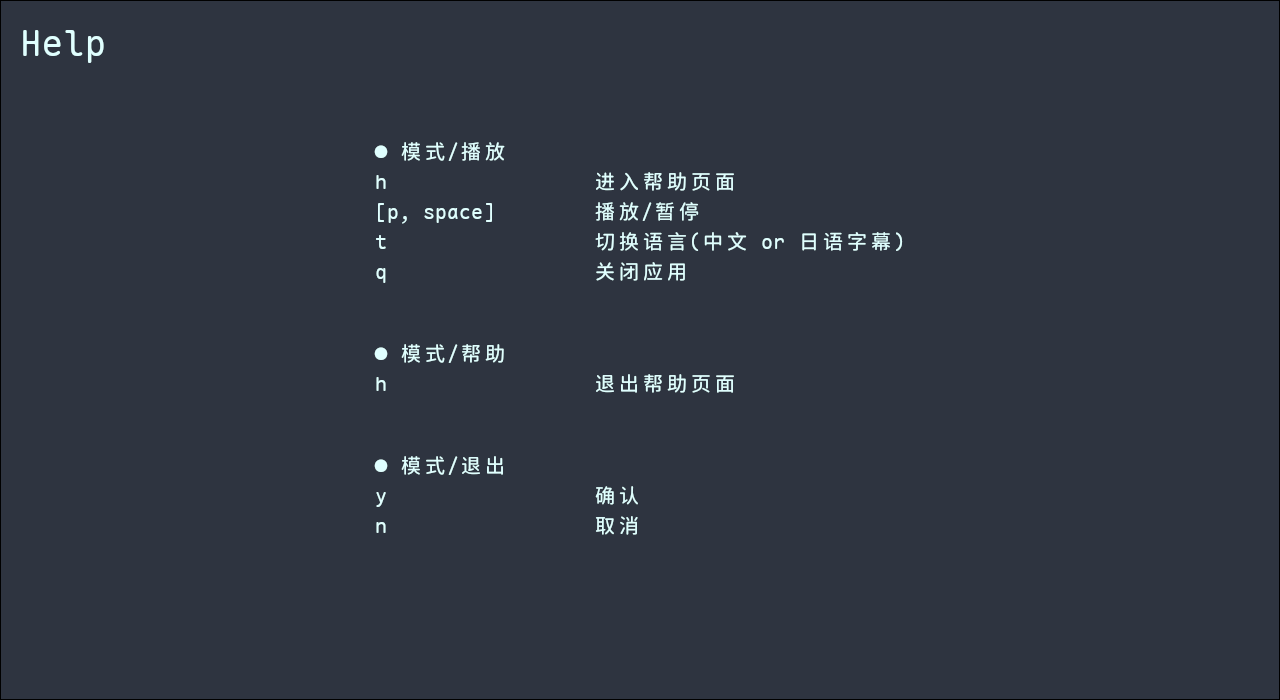 Help
● 模式/播放
h 进入帮助页面
[p, space] 播放/暂停
t 切换语言(中文 or 日语字幕)
q 关闭应用
● 模式/帮助
h 退出帮助页面
● 模式/退出
y 确认
n 取消